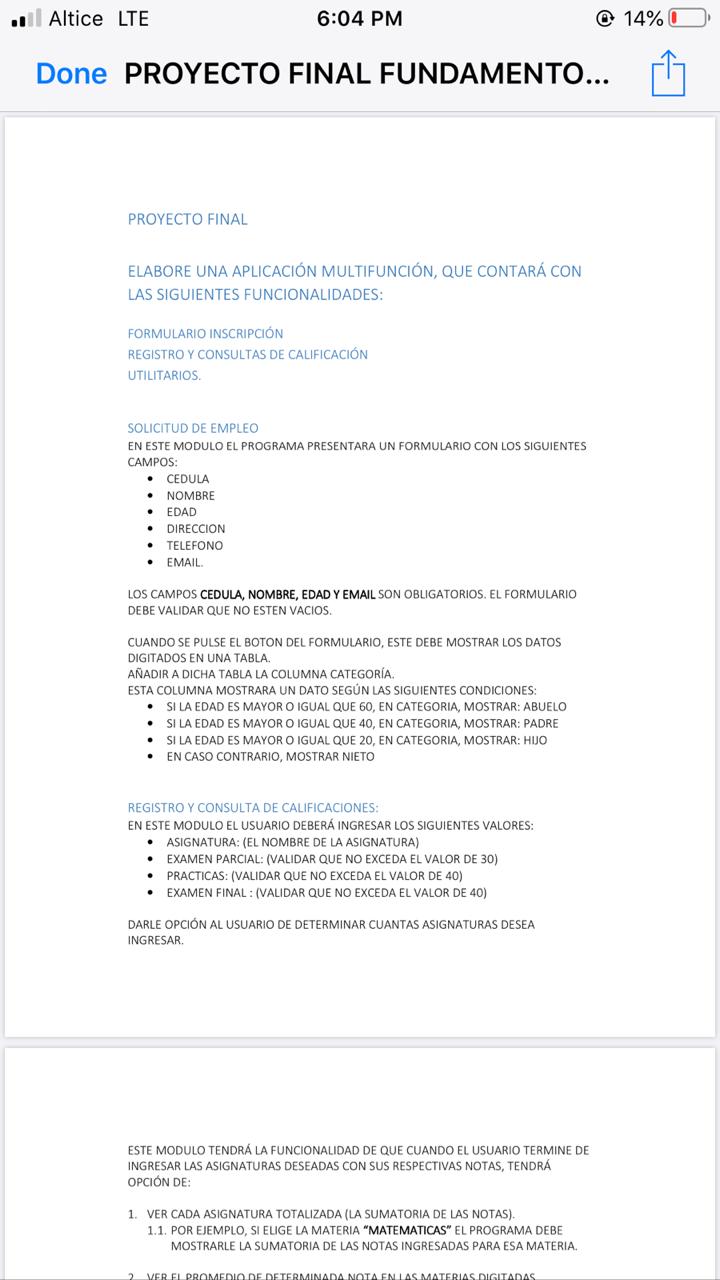 Altice LTE 6:04 PM 14%
Done PROYECTO FINAL FUNDAMENTO...
PROYECTO FINAL
ELABORE UNA APLICACIÓN MULTIFUNCIÓN, QUE CONTARÁ CON
LAS SIGUIENTES FUNCIONALIDADES:
FORMULARIO INSCRIPCIÓN
REGISTRO Y CONSULTAS DE CALIFICACIÓN
UTILITARIOS.
SOLICITUD DE EMPLEO
EN ESTE MODULO EL PROGRAMA PRESENTARA UN FORMULARIO CON LOS SIGUIENTES
CAMPOS:
• CEDULA
• NOMBRE
• EDAD
• DIRECCION
• TELEFONO
• EMAIL.
LOS CAMPOS CEDULA, NOMBRE, EDAD Y EMAIL SON OBLIGATORIOS. EL FORMULARIO
DEBE VALIDAR QUE NO ESTEN VACIOS.
CUANDO SE PULSE EL BOTON DEL FORMULARIO, ESTE DEBE MOSTRAR LOS DATOS
DIGITADOS EN UNA TABLA.
AÑADIR A DICHA TABLA LA COLUMNA CATEGORÍA.
ESTA COLUMNA MOSTRARA UN DATO SEGÚN LAS SIGUIENTES CONDICIONES:
• SI LA EDAD ES MAYOR O IGUAL QUE 60, EN CATEGORIA, MOSTRAR: ABUELO
• SI LA EDAD ES MAYOR O IGUAL QUE 40, EN CATEGORIA, MOSTRAR: PADRE
• SI LA EDAD ES MAYOR O IGUAL QUE 20, EN CATEGORIA, MOSTRAR: HIJO
• EN CASO CONTRARIO, MOSTRAR NIETO
REGISTRO Y CONSULTA DE CALIFICACIONES:
EN ESTE MODULO EL USUARIO DEBERÁ INGRESAR LOS SIGUIENTES VALORES:
• ASIGNATURA: (EL NOMBRE DE LA ASIGNATURA)
• EXAMEN PARCIAL: (VALIDAR QUE NO EXCEDA EL VALOR DE 30)
• PRACTICAS: (VALIDAR QUE NO EXCEDA EL VALOR DE 40)
• EXAMEN FINAL : (VALIDAR QUE NO EXCEDA EL VALOR DE 40)
DARLE OPCIÓN AL USUARIO DE DETERMINAR CUANTAS ASIGNATURAS DESEA
INGRESAR.
ESTE MODULO TENDRÁ LA FUNCIONALIDAD DE QUE CUANDO EL USUARIO TERMINE DE
INGRESAR LAS ASIGNATURAS DESEADAS CON SUS RESPECTIVAS NOTAS, TENDRÁ
OPCIÓN DE:
1. VER CADA ASIGNATURA TOTALIZADA (LA SUMATORIA DE LAS NOTAS).
1.1. POR EJEMPLO, SI ELIGE LA MATERIA "MATEMATICAS" EL PROGRAMA DEBE
MOSTRARLE LA SUMATORIA DE LAS NOTAS INGRESADAS PARA ESA MATERIA.
2. VER EL PROMEDIO DE DETERMINADA NOTA EN LAS MATERIAS DIGITADAS